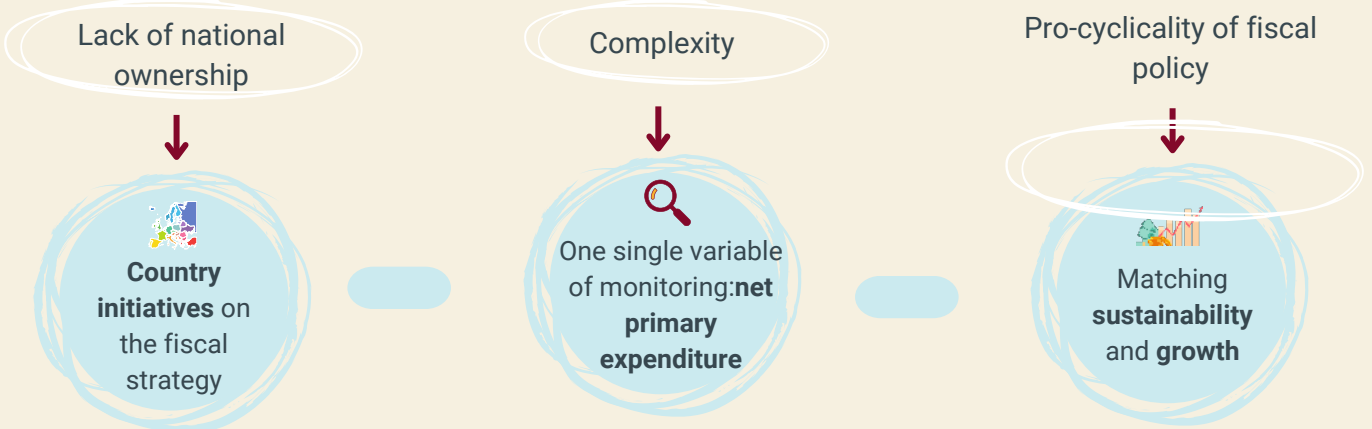 Lack of national
ownership
Complexity
Pro-cyclicality of fiscal
policy
Country
initiatives on
the fiscal
strategy
One single variable
of monitoring:net
primary
expenditure
Matching
sustainability
and growth